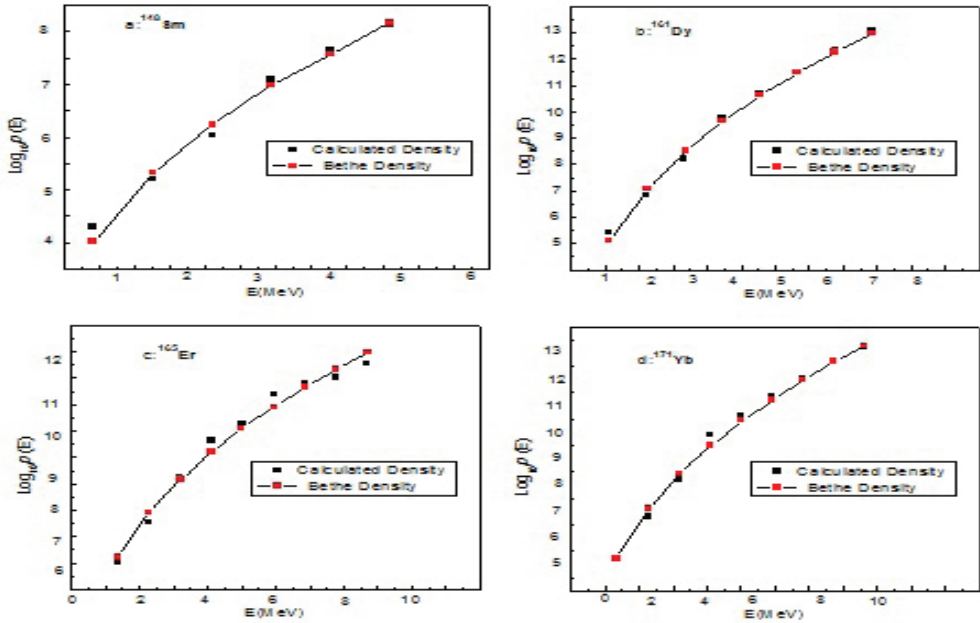 a:¹⁴⁹Sm
8
7
6
5
4
Log₁₀ρ(E)
Calculated Density
Bethe Density
1 2 3 4 5 6
E(MeV)
b:¹⁶¹Dy
13
12
11
10
9
8
7
6
5
Log₁₀ρ(E)
Calculated Density
Bethe Density
1 2 3 4 5 6 7 8
E(MeV)
c:¹⁶⁵Er
12
11
10
9
8
7
6
Log₁₀ρ(E)
Calculated Density
Bethe Density
0 2 4 6 8 10
E(MeV)
d:¹⁷¹Yb
13
12
11
10
9
8
7
6
5
Log₁₀ρ(E)
Calculated Density
Bethe Density
0 2 4 6 8 10
E(MeV)